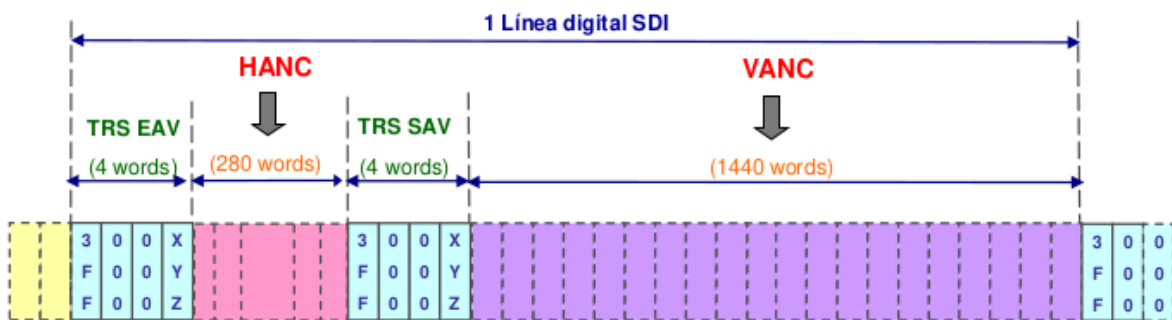 1 Línea digital SDI
HANC
VANC
TRS EAV
TRS SAV
(4 words)
(280 words)
(4 words)
(1440 words)
3 0 0 X 3 0 0 X 3 0 0
F 0 0 Y F 0 0 Y F 0 0
F 0 0 Z F 0 0 Z F 0 0